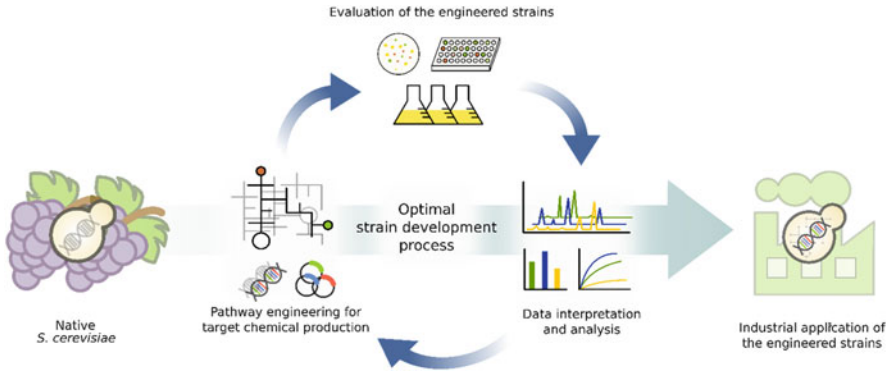 Evaluation of the engineered strains
Optimal
strain development
process
Native
S. cerevisiae
Pathway engineering for
target chemical production
Data interpretation
and analysis
Industrial application of
the engineered strains